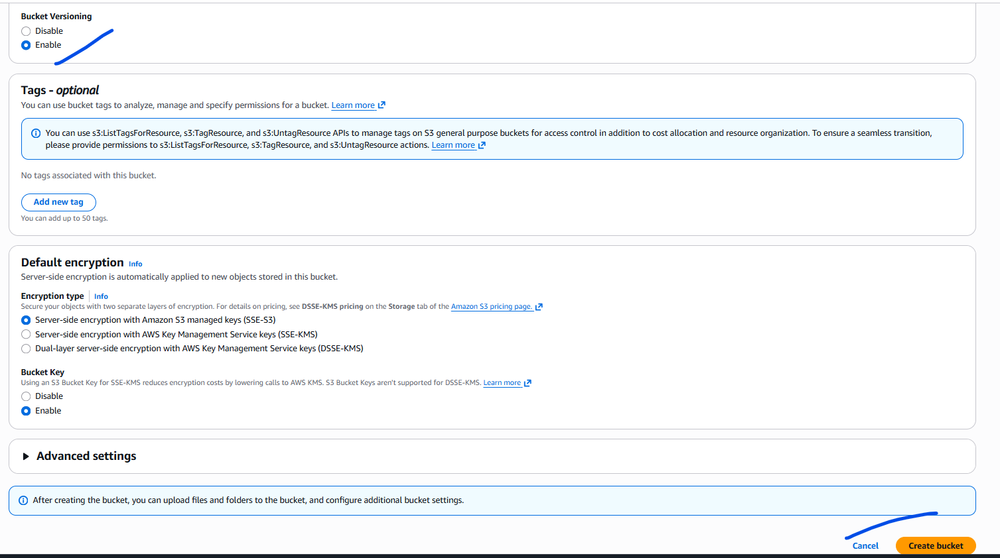 Bucket Versioning
Disable
Enable
Tags - optional
You can use bucket tags to analyze, manage and specify permissions for a bucket. Learn more
You can use s3:ListTagsForResource, s3:TagResource, and s3:UntagResource APIs to manage tags on S3 general purpose buckets for access control in addition to cost allocation and resource organization. To ensure a seamless transition,
please provide permissions to s3:ListTagsForResource, s3:TagResource, and s3:UntagResource actions. Learn more
No tags associated with this bucket.
Add new tag
You can add up to 50 tags.
Default encryption Info
Server-side encryption is automatically applied to new objects stored in this bucket.
Encryption type Info
Secure your objects with two separate layers of encryption. For details on pricing, see DSSE-KMS pricing on the Storage tab of the Amazon S3 pricing page.
Server-side encryption with Amazon S3 managed keys (SSE-S3)
Server-side encryption with AWS Key Management Service keys (SSE-KMS)
Dual-layer server-side encryption with AWS Key Management Service keys (DSSE-KMS)
Bucket Key
Using an S3 Bucket Key for SSE-KMS reduces encryption costs by lowering calls to AWS KMS. S3 Bucket Keys aren't supported for DSSE-KMS. Learn more
Disable
Enable
Advanced settings
After creating the bucket, you can upload files and folders to the bucket, and configure additional bucket settings.
Cancel Create bucket